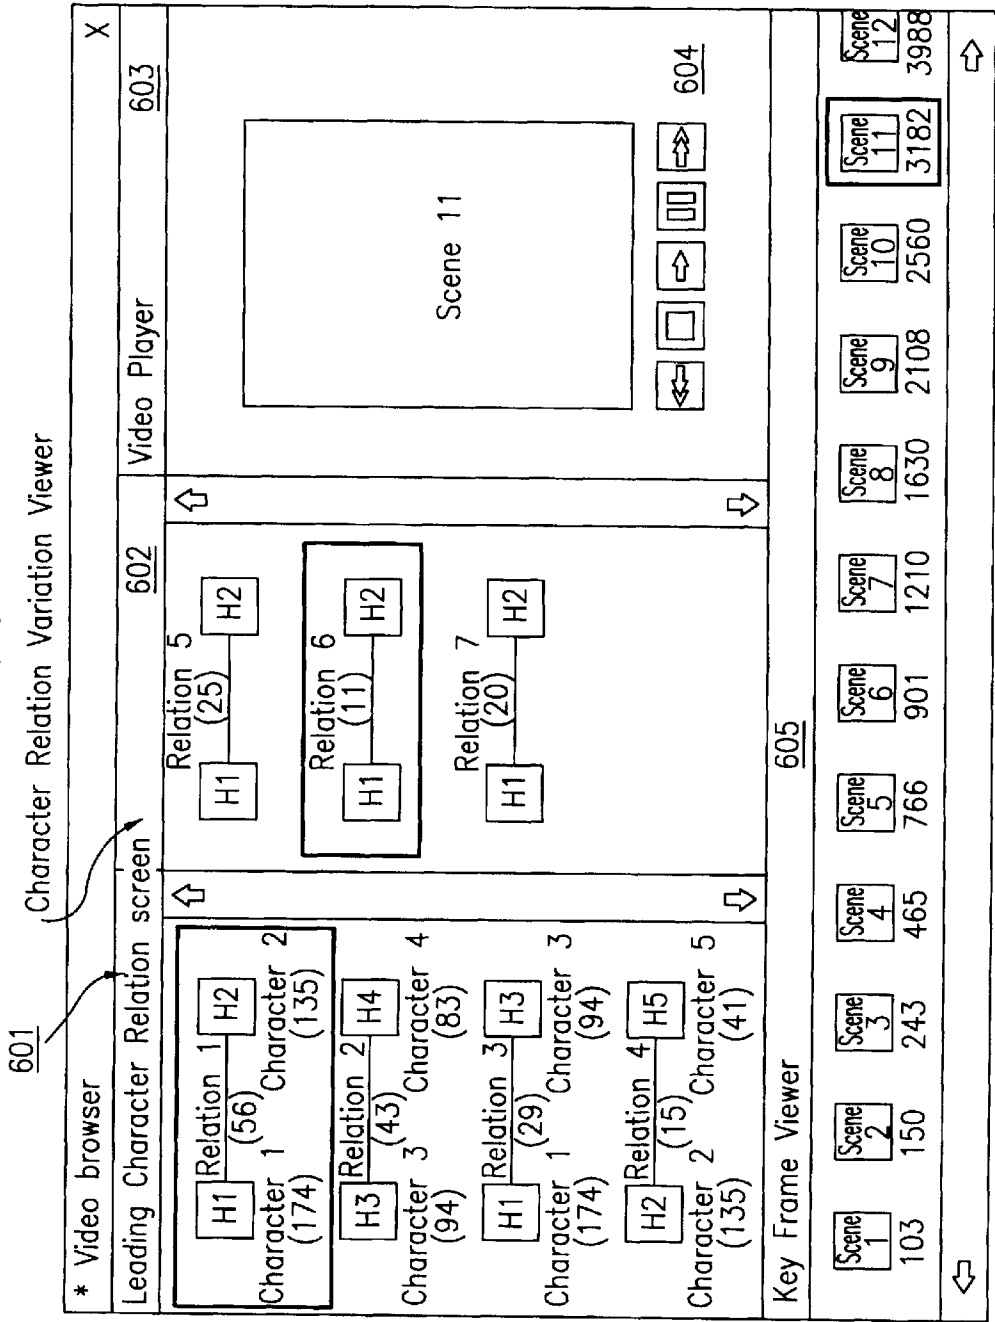 601
Character Relation Variation Viewer
* Video browser X
Leading Character Relation screen
602
Video Player 603
H1 Relation 1 H2
(56)
Character 1 Character 2
(174) (135)
H3 Relation 2 H4
(43)
Character 3 Character 4
(94) (83)
H1 Relation 3 H3
(29)
Character 1 Character 3
(174) (94)
H2 Relation 4 H5
(15)
Character 2 Character 5
(135) (41)
Relation 5
(25)
H1 H2
Relation 6
(11)
H1 H2
Relation 7
(20)
H1 H2
Scene 11
604
Key Frame Viewer 605
Scene 1
103
Scene 2
150
Scene 3
243
Scene 4
465
Scene 5
766
Scene 6
901
Scene 7
1210
Scene 8
1630
Scene 9
2108
Scene 10
2560
Scene 11
3182
Scene 12
3988